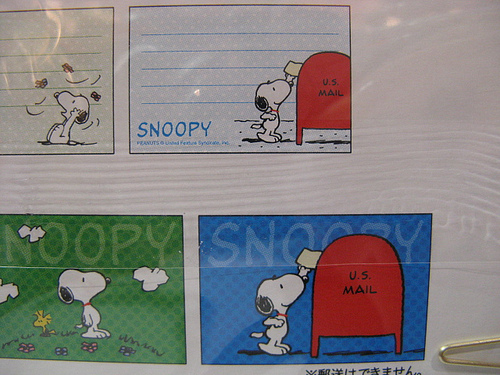 U.S.
MAIL
SNOOPY
PEANUTS © United Feature Syndicate, Inc.
NOOPY
SNOOPY
U.S.
MAIL
※郵送はできません。